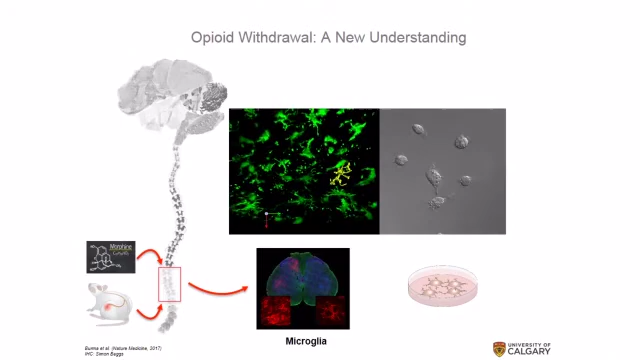 Opioid Withdrawal: A New Understanding
Morphine
Microglia
Burma et al. (Nature Medicine, 2017)
IHC: Simon Beggs
UNIVERSITY OF
CALGARY